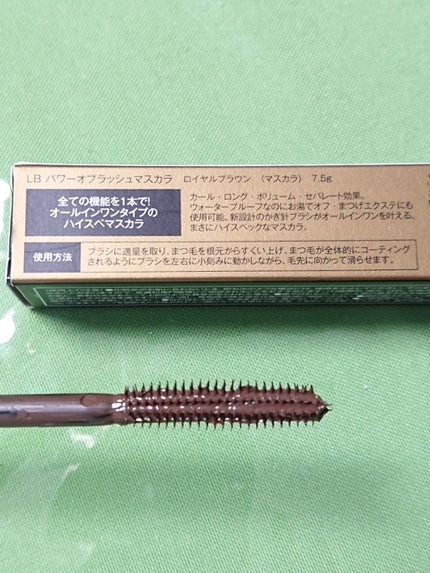 LB パワーオブラッシュマスカラ ロイヤルブラウン 〈マスカラ〉 7.5g
全ての機能を1本で!
オールインワンタイプの
ハイスペマスカラ
カール・ロング・ボリューム・セパレート効果。
ウォータープルーフなのにお湯でオフ・まつげエクステにも
使用可能。新設計のかぎ針ブラシがオールインワンを叶える、
まさにハイスペックなマスカラ。
使用方法
ブラシに適量を取り、まつ毛を根元からすくい上げ、まつ毛が全体的にコーティング
されるようにブラシを左右に小刻みに動かしながら、毛先に向かって滑らせます。